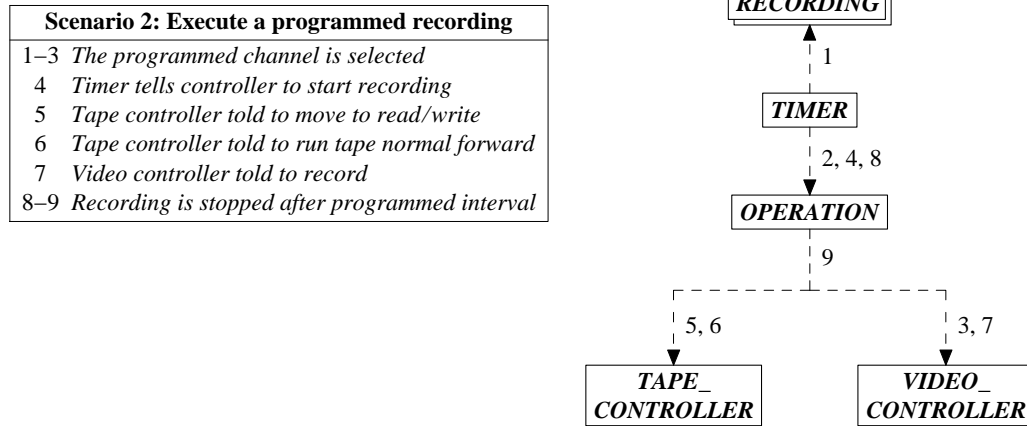 Scenario 2: Execute a programmed recording
1–3 The programmed channel is selected
4 Timer tells controller to start recording
5 Tape controller told to move to read/write
6 Tape controller told to run tape normal forward
7 Video controller told to record
8–9 Recording is stopped after programmed interval
RECORDING
1
TIMER
2, 4, 8
OPERATION
9
5, 6
3, 7
TAPE_
CONTROLLER
VIDEO_
CONTROLLER